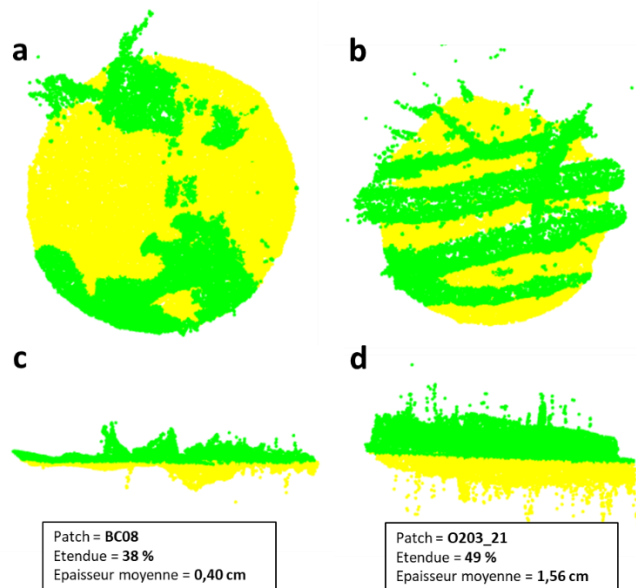 a
b
c
d
Patch = BC08
Etendue = 38 %
Epaisseur moyenne = 0,40 cm
Patch = O203_21
Etendue = 49 %
Epaisseur moyenne = 1,56 cm